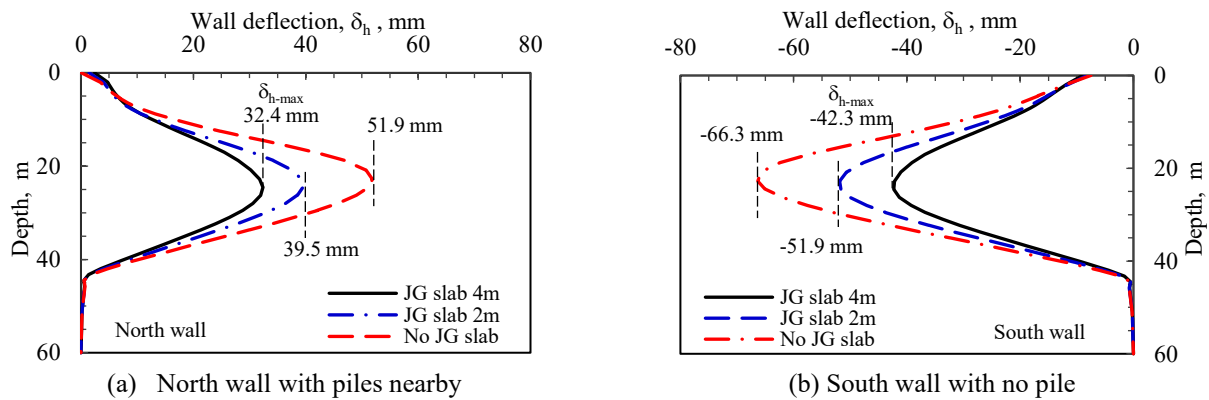 Wall deflection, δh , mm
0 20 40 60 80
Depth, m
0
20
40
60
δh-max
32.4 mm
51.9 mm
39.5 mm
JG slab 4m
JG slab 2m
No JG slab
North wall
(a) North wall with piles nearby
Wall deflection, δh , mm
-80 -60 -40 -20 0
0
20
40
60
Depth, m
δh-max
-42.3 mm
-66.3 mm
-51.9 mm
JG slab 4m
JG slab 2m
No JG slab
South wall
(b) South wall with no pile